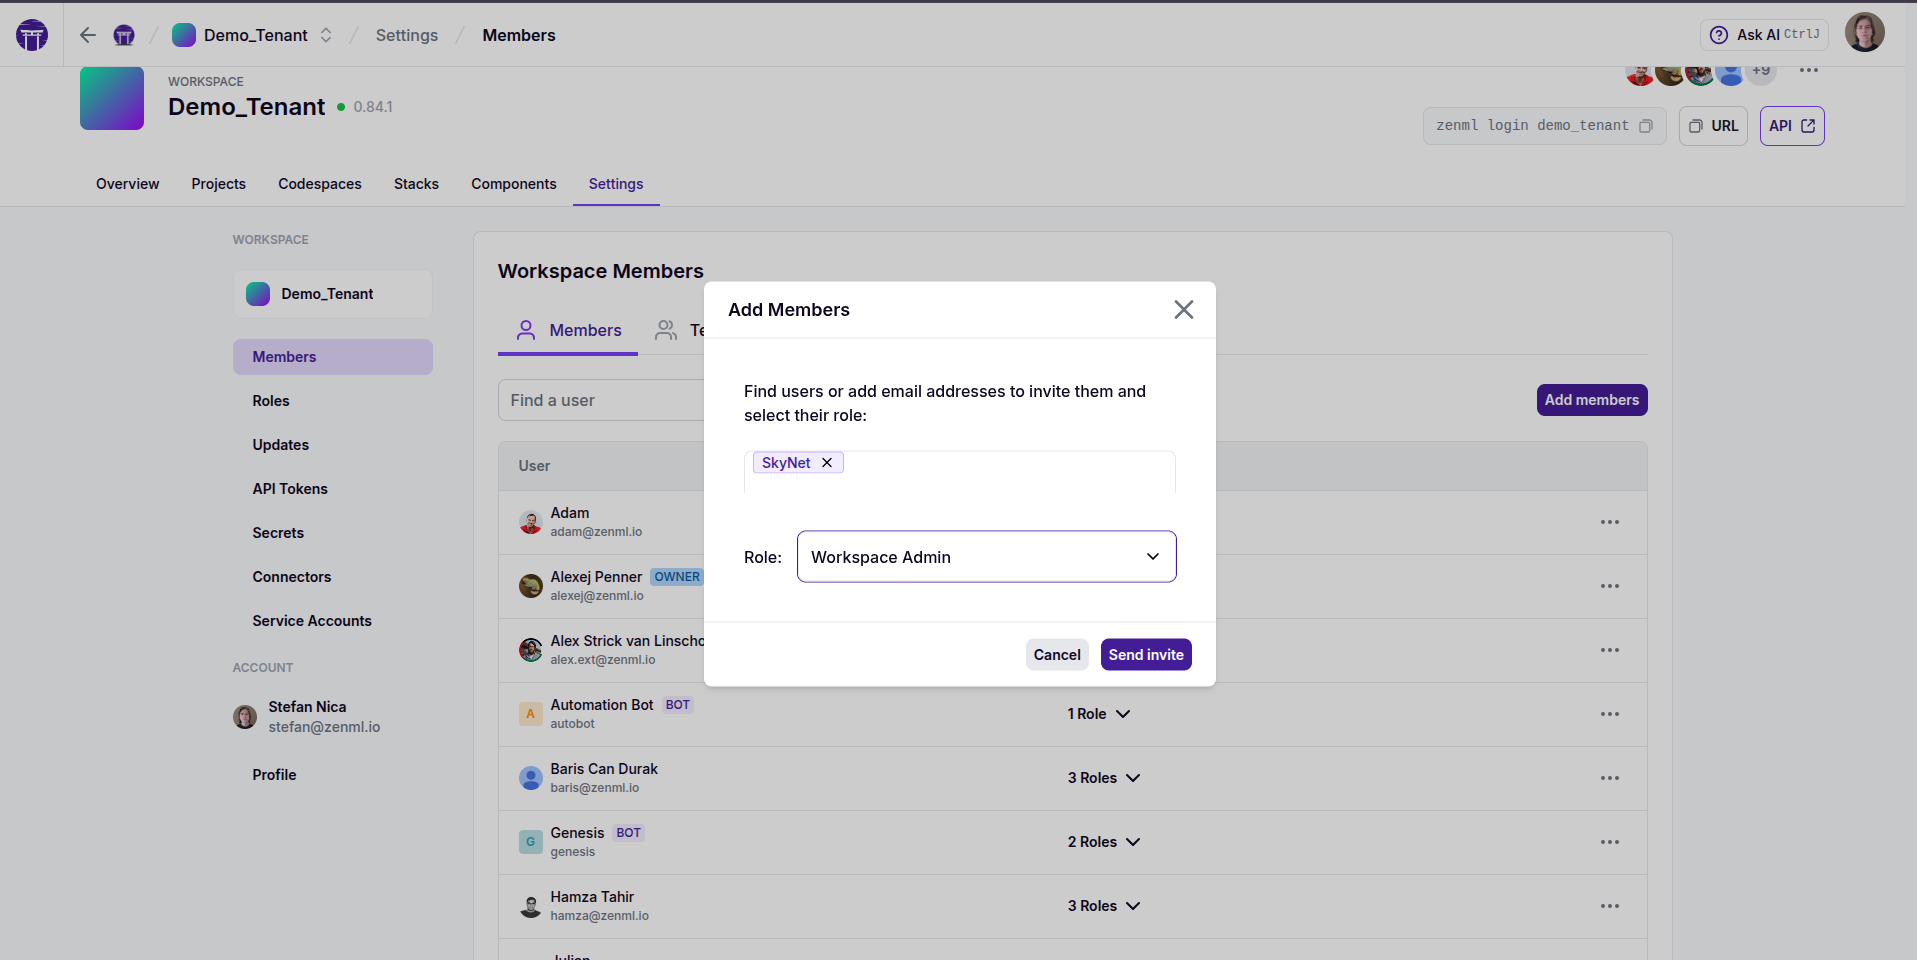 Demo_Tenant
Settings
Members
Ask AI CtrlJ
WORKSPACE
Demo_Tenant 0.84.1
+9
zenml login demo_tenant
URL
API
Overview
Projects
Codespaces
Stacks
Components
Settings
WORKSPACE
Demo_Tenant
Members
Roles
Updates
API Tokens
Secrets
Connectors
Service Accounts
ACCOUNT
Stefan Nica
stefan@zenml.io
Profile
Workspace Members
Members
Te
Find a user
Add members
User
Adam
adam@zenml.io
Alexej Penner OWNER
alexej@zenml.io
Alex Strick van Linscho
alex.ext@zenml.io
A
Automation Bot BOT
autobot
1 Role
Baris Can Durak
baris@zenml.io
3 Roles
G
Genesis BOT
genesis
2 Roles
Hamza Tahir
hamza@zenml.io
3 Roles
Add Members
Find users or add email addresses to invite them and
select their role:
SkyNet
Role:
Workspace Admin
Cancel
Send invite